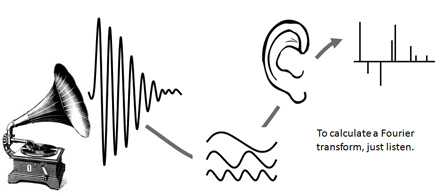 To calculate a Fourier
transform, just listen.